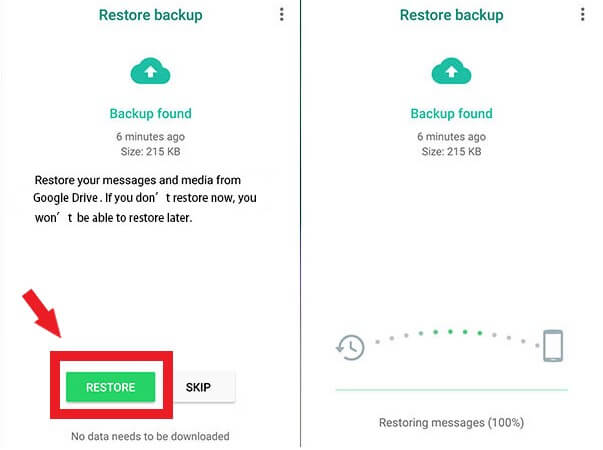 Restore backup
Backup found
6 minutes ago
Size: 215 KB
Restore your messages and media from
Google Drive. If you don't restore now, you
won't be able to restore later.
RESTORE
SKIP
No data needs to be downloaded
Restore backup
Backup found
6 minutes ago
Size: 215 KB
Restoring messages (100%)